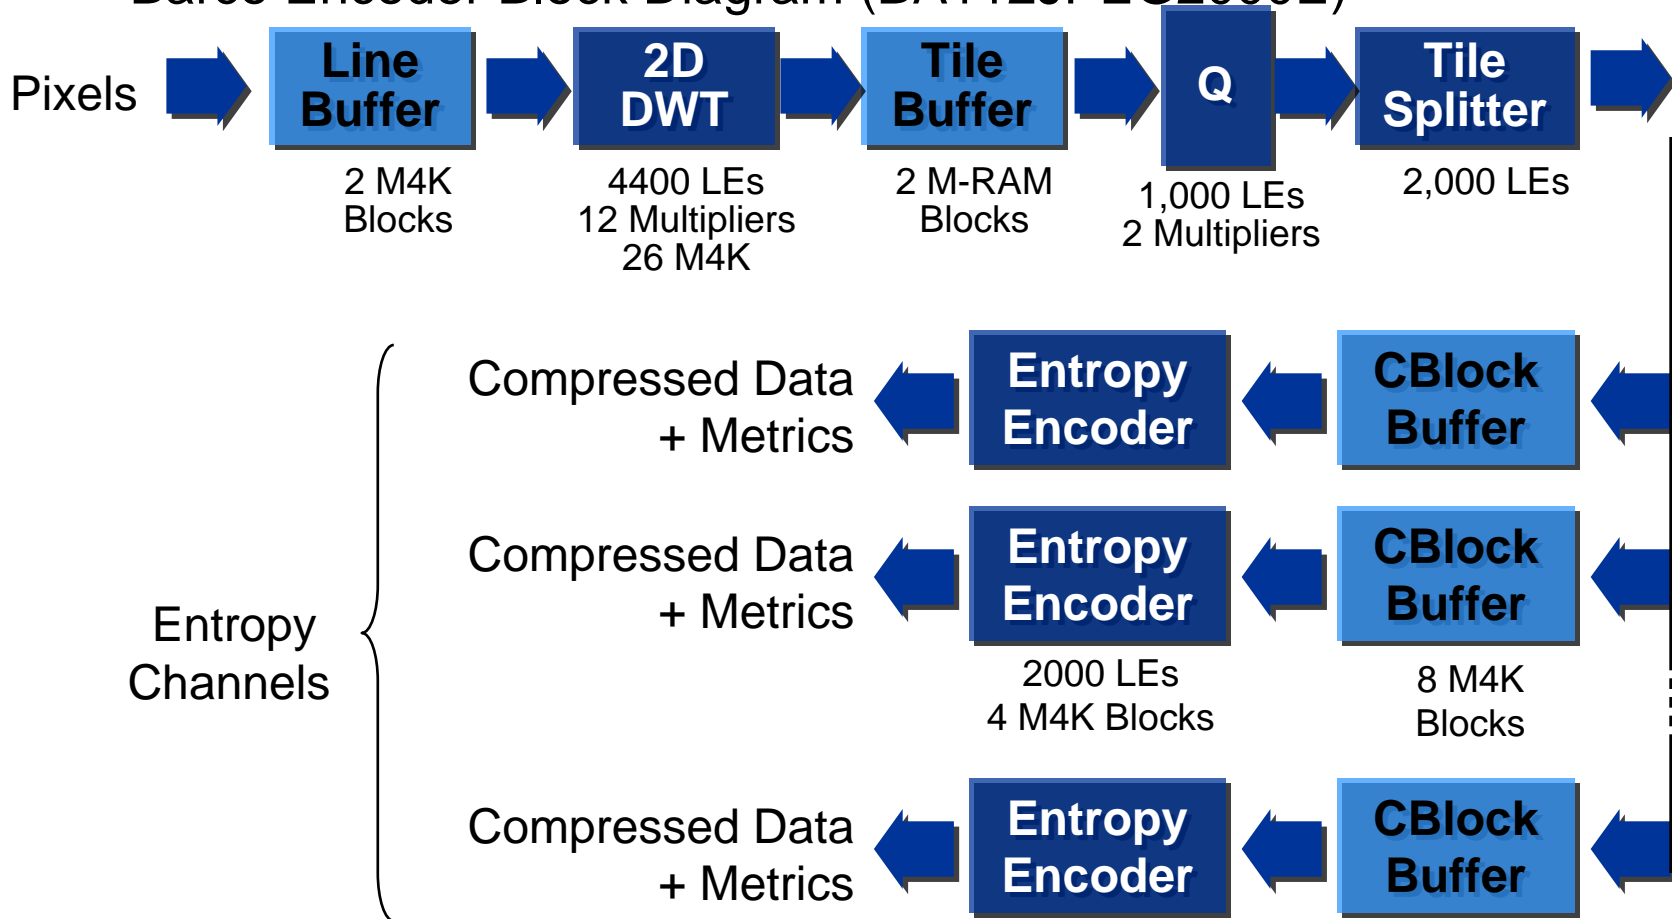 Pixels
Line
Buffer
2D
DWT
Tile
Buffer
Q
Tile
Splitter
2 M4K
Blocks
4400 LEs
12 Multipliers
26 M4K
2 M-RAM
Blocks
1,000 LEs
2 Multipliers
2,000 LEs
Compressed Data
+ Metrics
Entropy
Encoder
CBlock
Buffer
Compressed Data
+ Metrics
Entropy
Encoder
CBlock
Buffer
Entropy
Channels
2000 LEs
4 M4K Blocks
8 M4K
Blocks
Compressed Data
+ Metrics
Entropy
Encoder
CBlock
Buffer